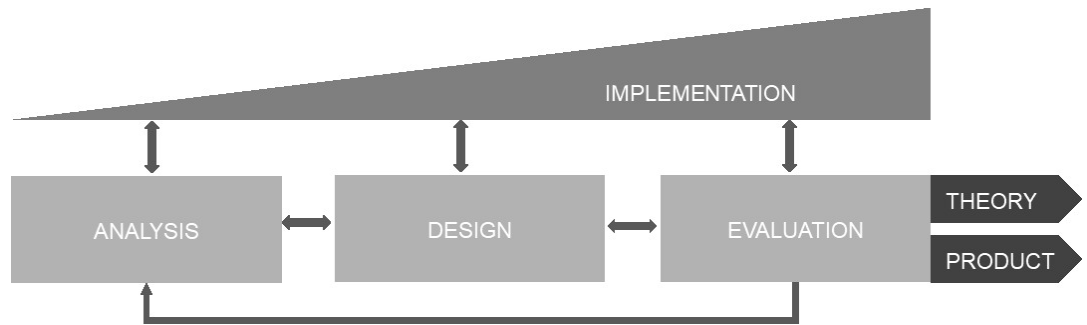 IMPLEMENTATION
ANALYSIS
DESIGN
EVALUATION
THEORY
PRODUCT